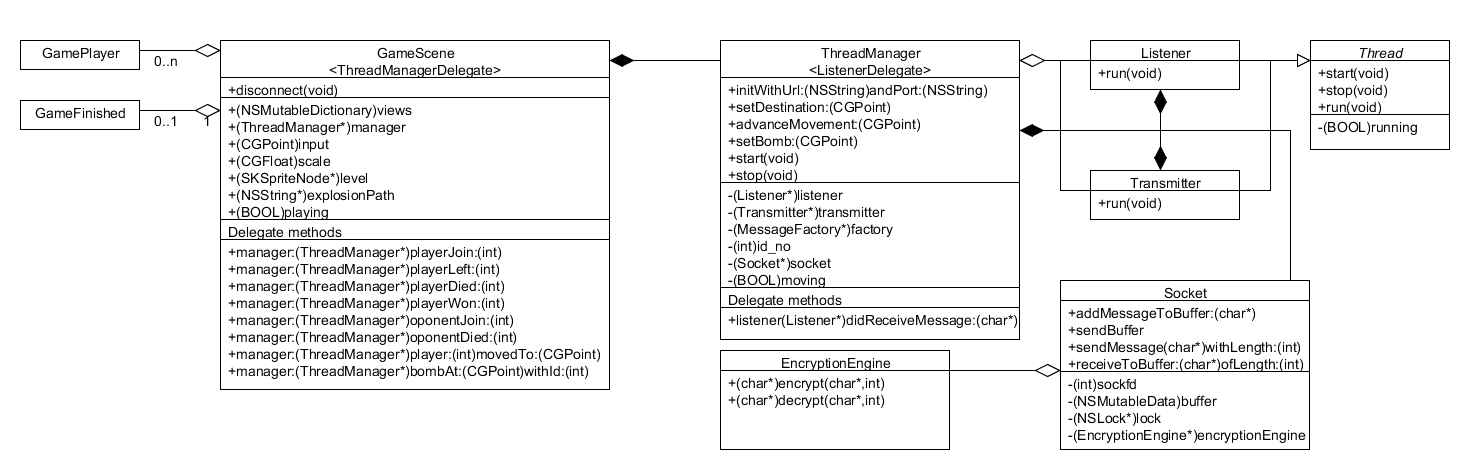 GamePlayer
0..n
GameFinished
0..1
1
GameScene
<ThreadManagerDelegate>
+disconnect(void)
+(NSMutableDictionary)views
+(ThreadManager*)manager
+(CGPoint)input
+(CGFloat)scale
+(SKSpriteNode*)level
+(NSString*)explosionPath
+(BOOL)playing
Delegate methods
+manager:(ThreadManager*)playerJoin:(int)
+manager:(ThreadManager*)playerLeft:(int)
+manager:(ThreadManager*)playerDied:(int)
+manager:(ThreadManager*)playerWon:(int)
+manager:(ThreadManager*)oponentJoin:(int)
+manager:(ThreadManager*)oponentDied:(int)
+manager:(ThreadManager*)player:(int)movedTo:(CGPoint)
+manager:(ThreadManager*)bombAt:(CGPoint)withId:(int)
ThreadManager
<ListenerDelegate>
+initWithUrl:(NSString)andPort:(NSString)
+setDestination:(CGPoint)
+advanceMovement:(CGPoint)
+setBomb:(CGPoint)
+start(void)
+stop(void)
-(Listener*)listener
-(Transmitter*)transmitter
-(MessageFactory*)factory
-(int)id_no
-(Socket*)socket
-(BOOL)moving
Delegate methods
+listener(Listener*)didReceiveMessage:(char*)
EncryptionEngine
+(char*)encrypt(char*,int)
+(char*)decrypt(char*,int)
Listener
+run(void)
Transmitter
+run(void)
Thread
+start(void)
+stop(void)
+run(void)
-(BOOL)running
Socket
+addMessageToBuffer:(char*)
+sendBuffer
+sendMessage(char*)withLength:(int)
+receiveToBuffer:(char*)ofLength:(int)
-(int)sockfd
-(NSMutableData)buffer
-(NSLock*)lock
-(EncryptionEngine*)encryptionEngine